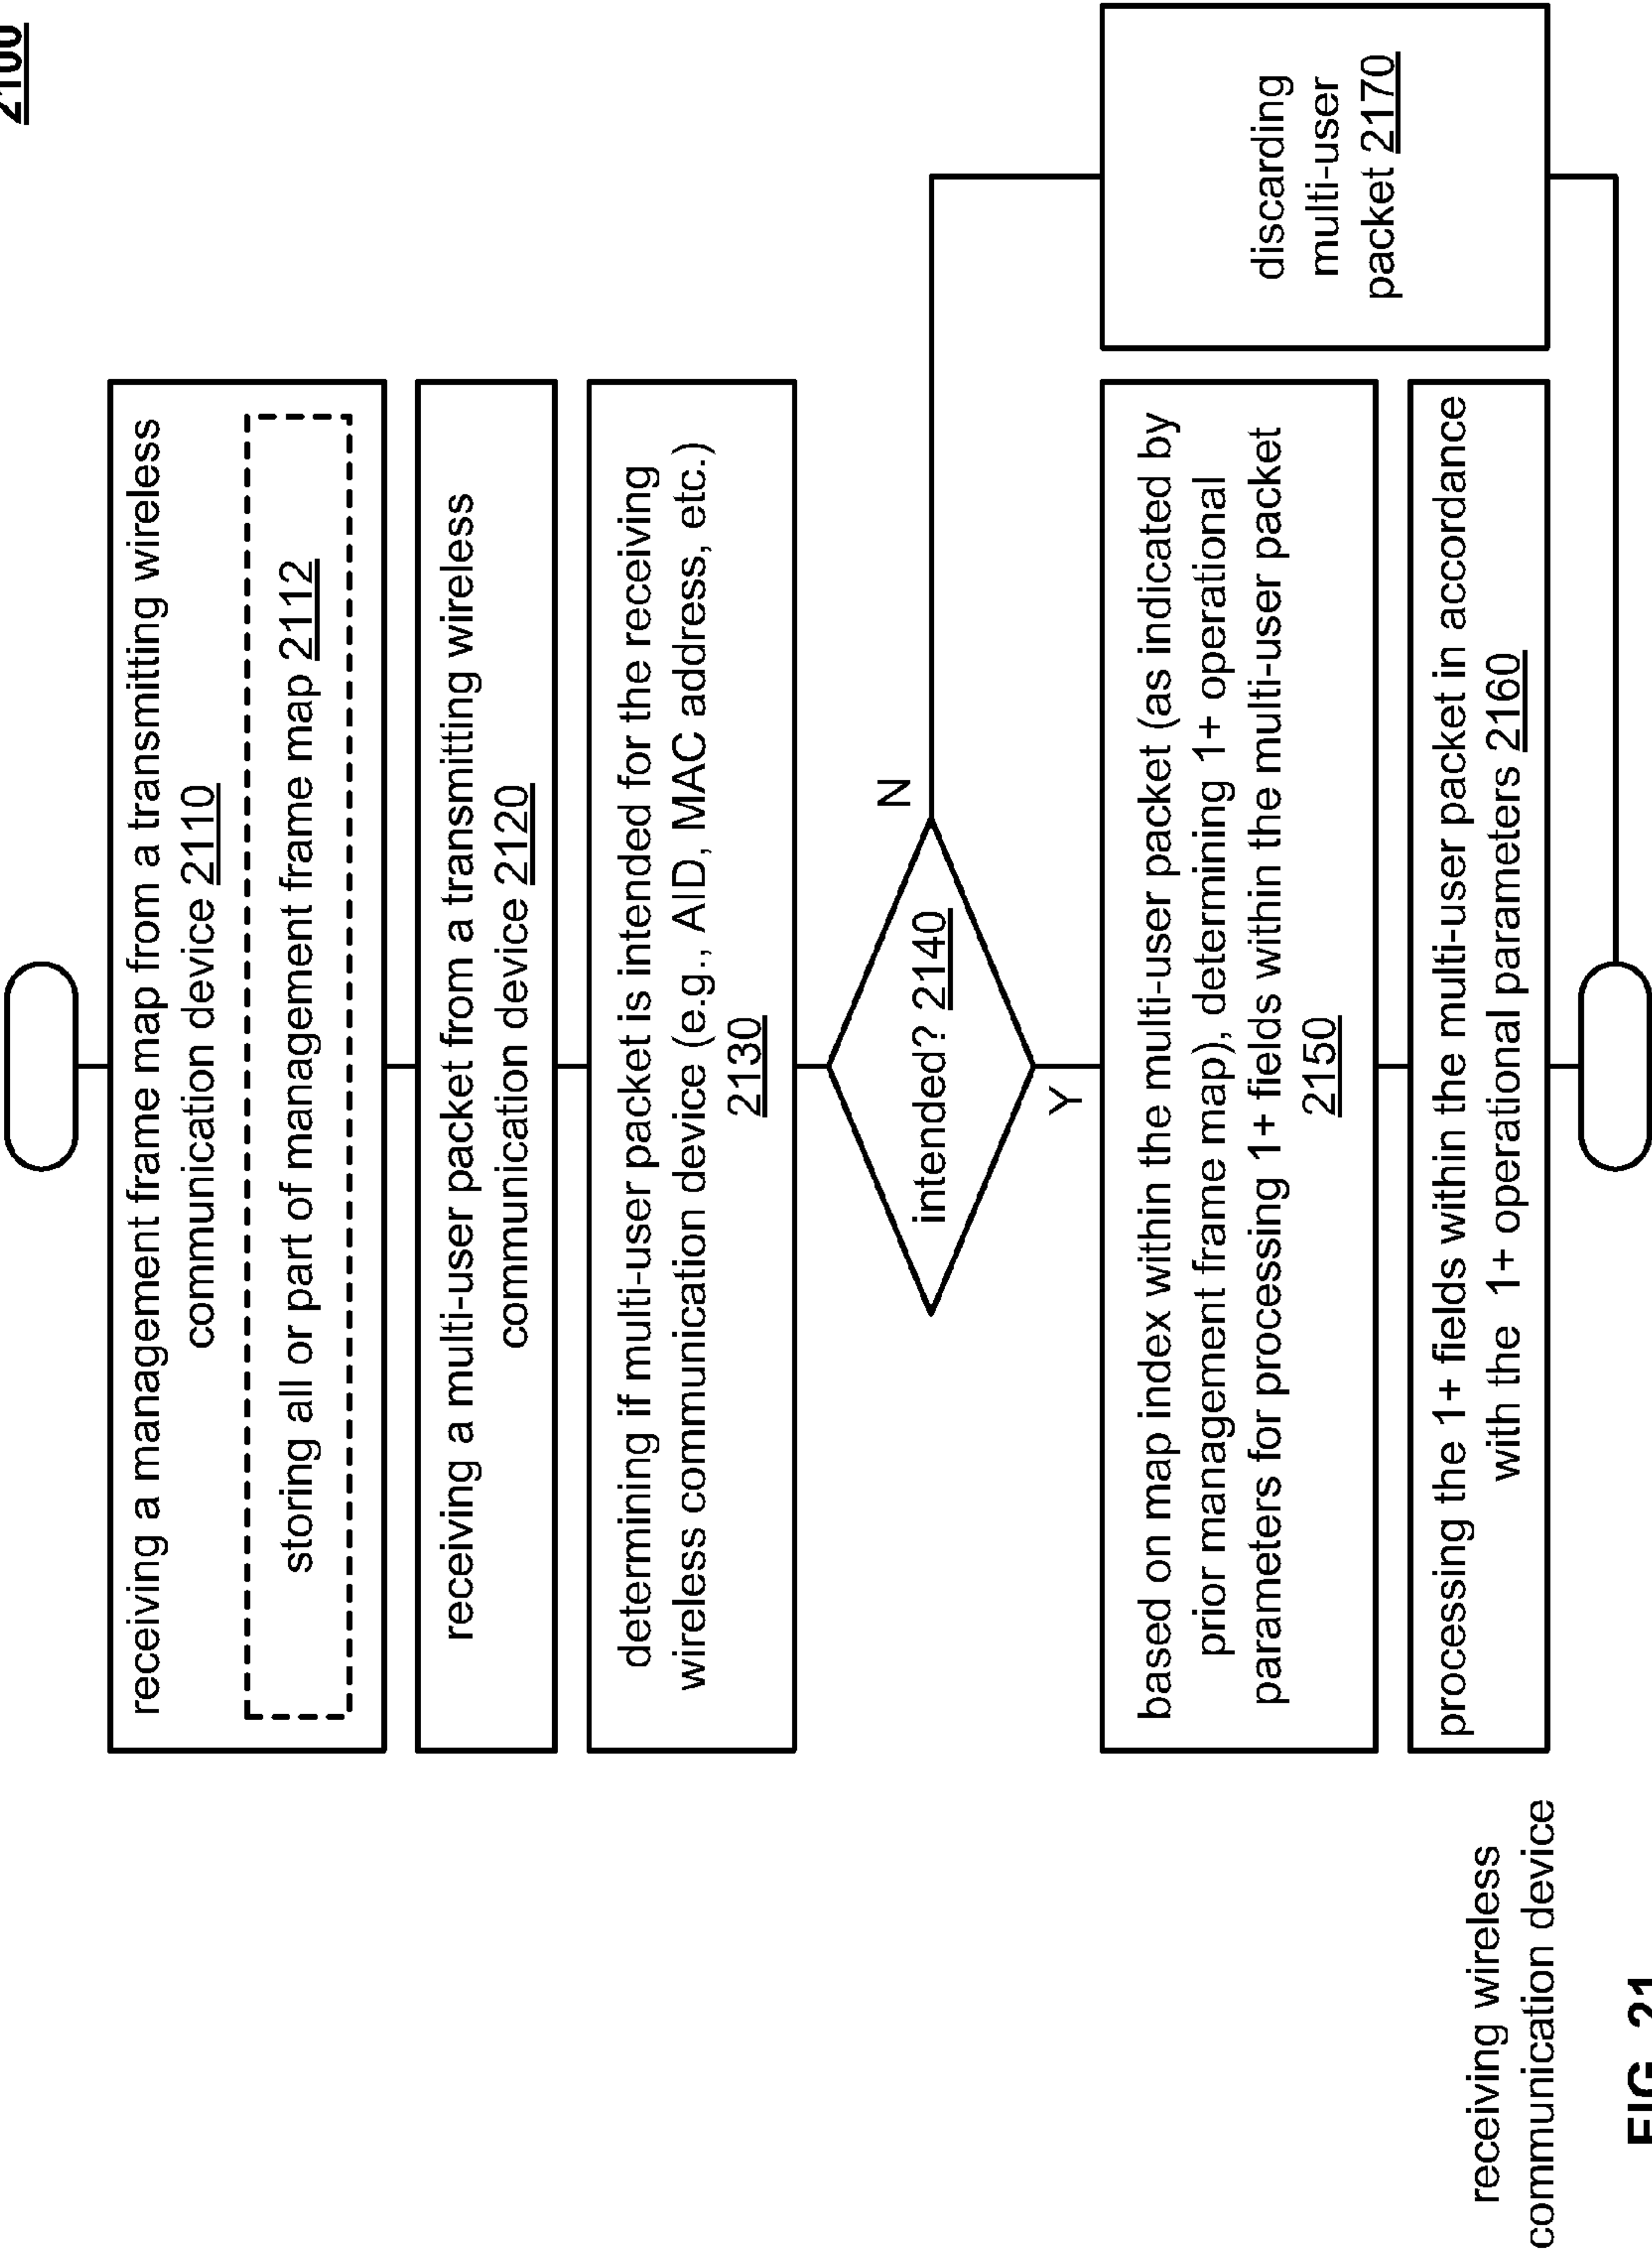 2100
receiving a management frame map from a transmitting wireless
communication device 2110
storing all or part of management frame map 2112
receiving a multi-user packet from a transmitting wireless
communication device 2120
determining if multi-user packet is intended for the receiving
wireless communication device (e.g., AID, MAC address, etc.)
2130
intended? 2140
N
Y
based on map index within the multi-user packet (as indicated by
prior management frame map), determining 1+ operational
parameters for processing 1+ fields within the multi-user packet
2150
discarding
multi-user
packet 2170
processing the 1+ fields within the multi-user packet in accordance
with the 1+ operational parameters 2160
receiving wireless
communication device
FIG. 21